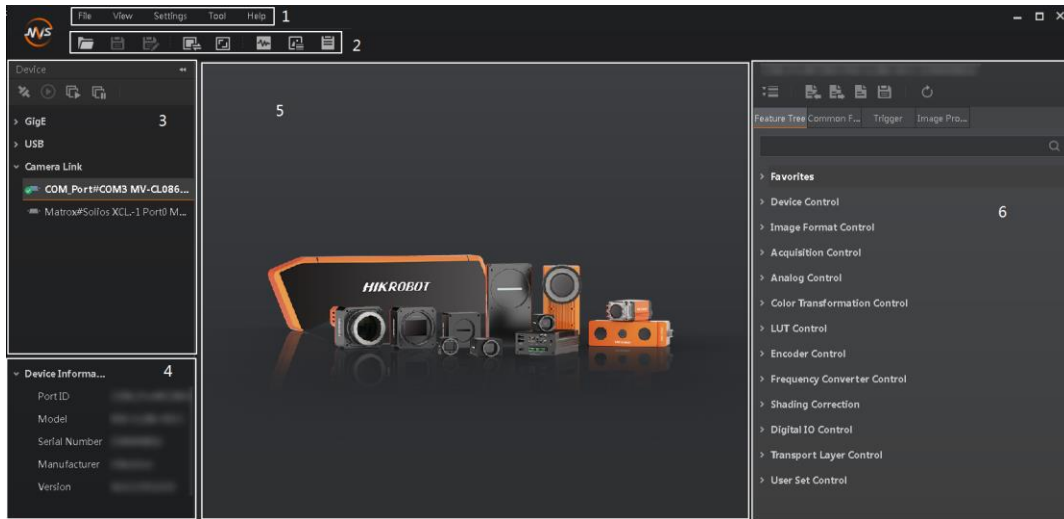 MVS
File View Settings Tool Help 1
2
Device
3
GigE
USB
Camera Link
COM_Port#COM3 MV-CL086...
Matrox#Solios XCL.-1 Port0 M...
4
Device Informa...
Port ID
Model
Serial Number
Manufacturer
Version
5
HIKROBOT
Feature Tree Common F... Trigger Image Pro...
Favorites
Device Control
6
Image Format Control
Acquisition Control
Analog Control
Color Transformation Control
LUT Control
Encoder Control
Frequency Converter Control
Shading Correction
Digital IO Control
Transport Layer Control
User Set Control